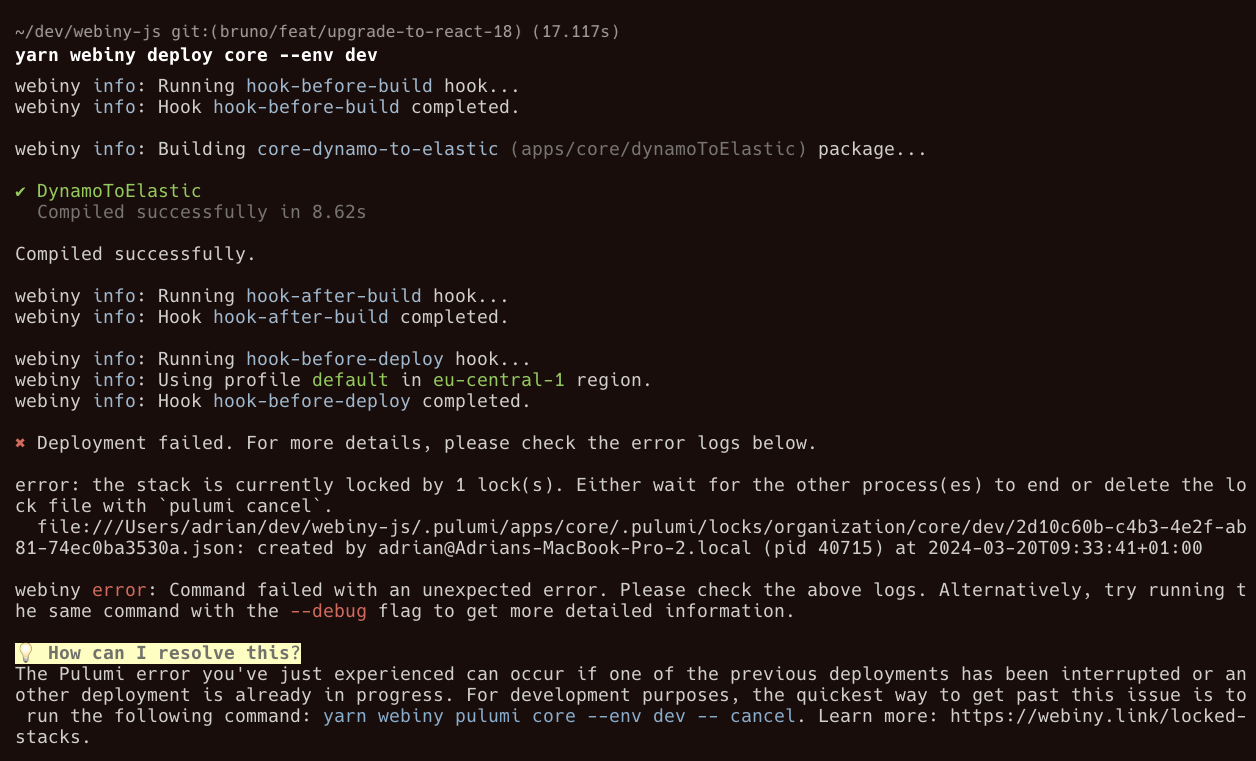 ~/dev/webiny-js git:(bruno/feat/upgrade-to-react-18) (17.117s)
yarn webiny deploy core --env dev
webiny info: Running hook-before-build hook...
webiny info: Hook hook-before-build completed.
webiny info: Building core-dynamo-to-elastic (apps/core/dynamoToElastic) package...
✔ DynamoToElastic
Compiled successfully in 8.62s
Compiled successfully.
webiny info: Running hook-after-build hook...
webiny info: Hook hook-after-build completed.
webiny info: Running hook-before-deploy hook...
webiny info: Using profile default in eu-central-1 region.
webiny info: Hook hook-before-deploy completed.
✖ Deployment failed. For more details, please check the error logs below.
error: the stack is currently locked by 1 lock(s). Either wait for the other process(es) to end or delete the lo
ck file with `pulumi cancel`.
file:///Users/adrian/dev/webiny-js/.pulumi/apps/core/.pulumi/locks/organization/core/dev/2d10c60b-c4b3-4e2f-ab
81-74ec0ba3530a.json: created by adrian@Adrians-MacBook-Pro-2.local (pid 40715) at 2024-03-20T09:33:41+01:00
webiny error: Command failed with an unexpected error. Please check the above logs. Alternatively, try running t
he same command with the --debug flag to get more detailed information.
💡 How can I resolve this?
The Pulumi error you've just experienced can occur if one of the previous deployments has been interrupted or an
other deployment is already in progress. For development purposes, the quickest way to get past this issue is to
run the following command: yarn webiny pulumi core --env dev -- cancel. Learn more: https://webiny.link/locked-
stacks.